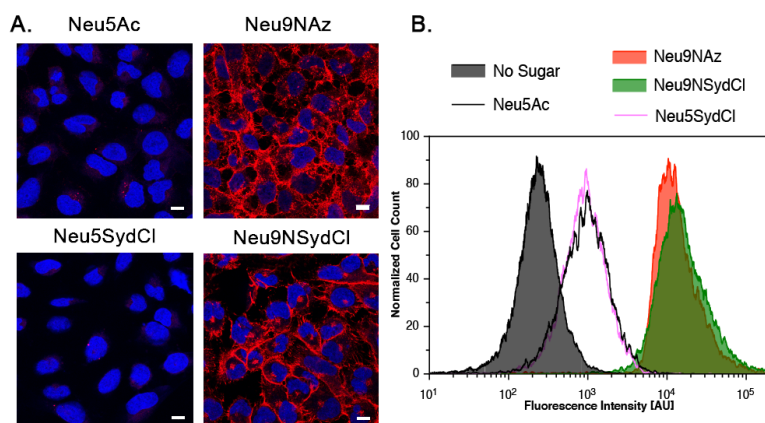 A.
Neu5Ac
Neu9NAz
Neu5SydCl
Neu9NSydCl
B.
No Sugar
Neu5Ac
Neu9NAz
Neu9NSydCl
Neu5SydCl
Normalized Cell Count
100
80
60
40
20
0
10¹ 10² 10³ 10⁴ 10⁵
Fluorescence Intensity [AU]